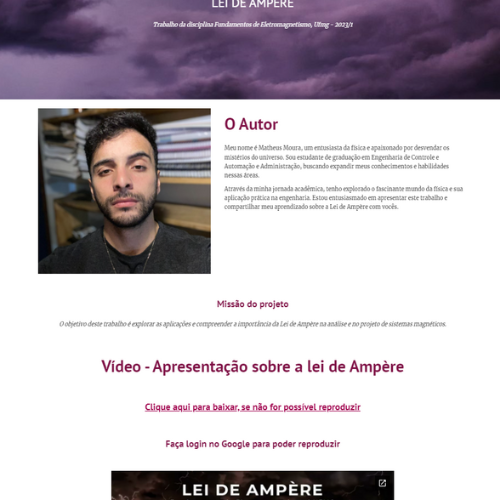 LEI DE AMPÈRE
Trabalho da disciplina Fundamentos de Eletromagnetismo, Ufmg - 2023/1
O Autor
Meu nome é Matheus Moura, um entusiasta da física e apaixonado por desvendar os
mistérios do universo. Sou estudante de graduação em Engenharia de Controle e
Automação e Administração, buscando expandir meus conhecimentos e habilidades
nessas áreas.
Através da minha jornada acadêmica, tenho explorado o fascinante mundo da física e sua
aplicação prática na engenharia. Estou entusiasmado em apresentar este trabalho e
compartilhar meu aprendizado sobre a Lei de Ampère com vocês.
Missão do projeto
O objetivo deste trabalho é explorar as aplicações e compreender a importância da Lei de Ampère na análise e no projeto de sistemas magnéticos.
Vídeo - Apresentação sobre a lei de Ampère
Clique aqui para baixar, se não for possível reproduzir
Faça login no Google para poder reproduzir
LEI DE AMPÈRE